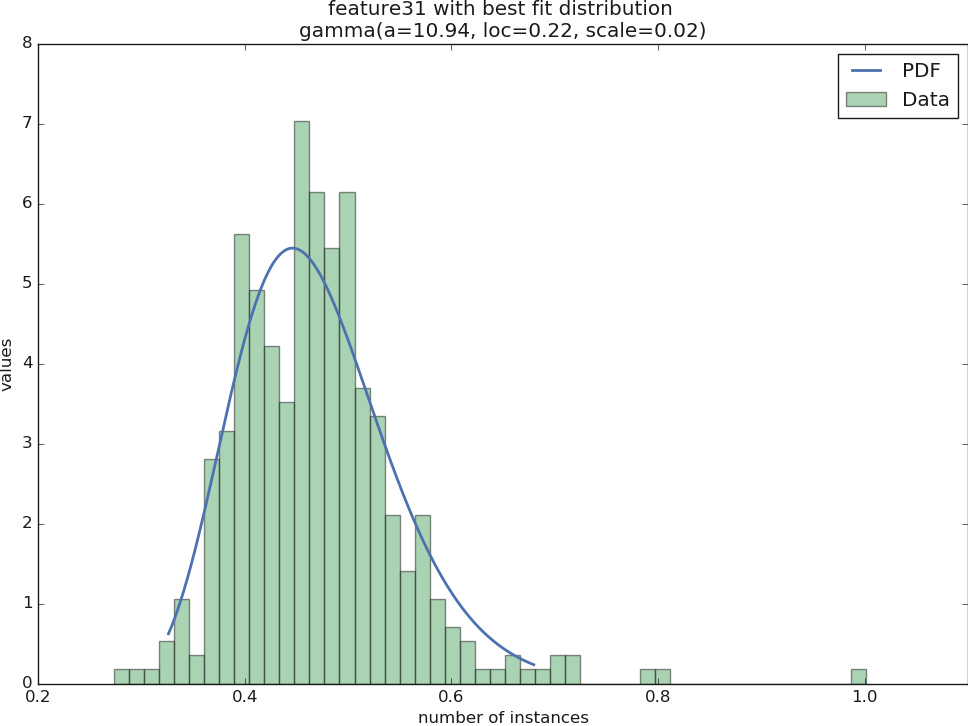 feature31 with best fit distribution
gamma(a=10.94, loc=0.22, scale=0.02)
PDF
Data
values
8
7
6
5
4
3
2
1
0
0.2
0.4
0.6
0.8
1.0
number of instances